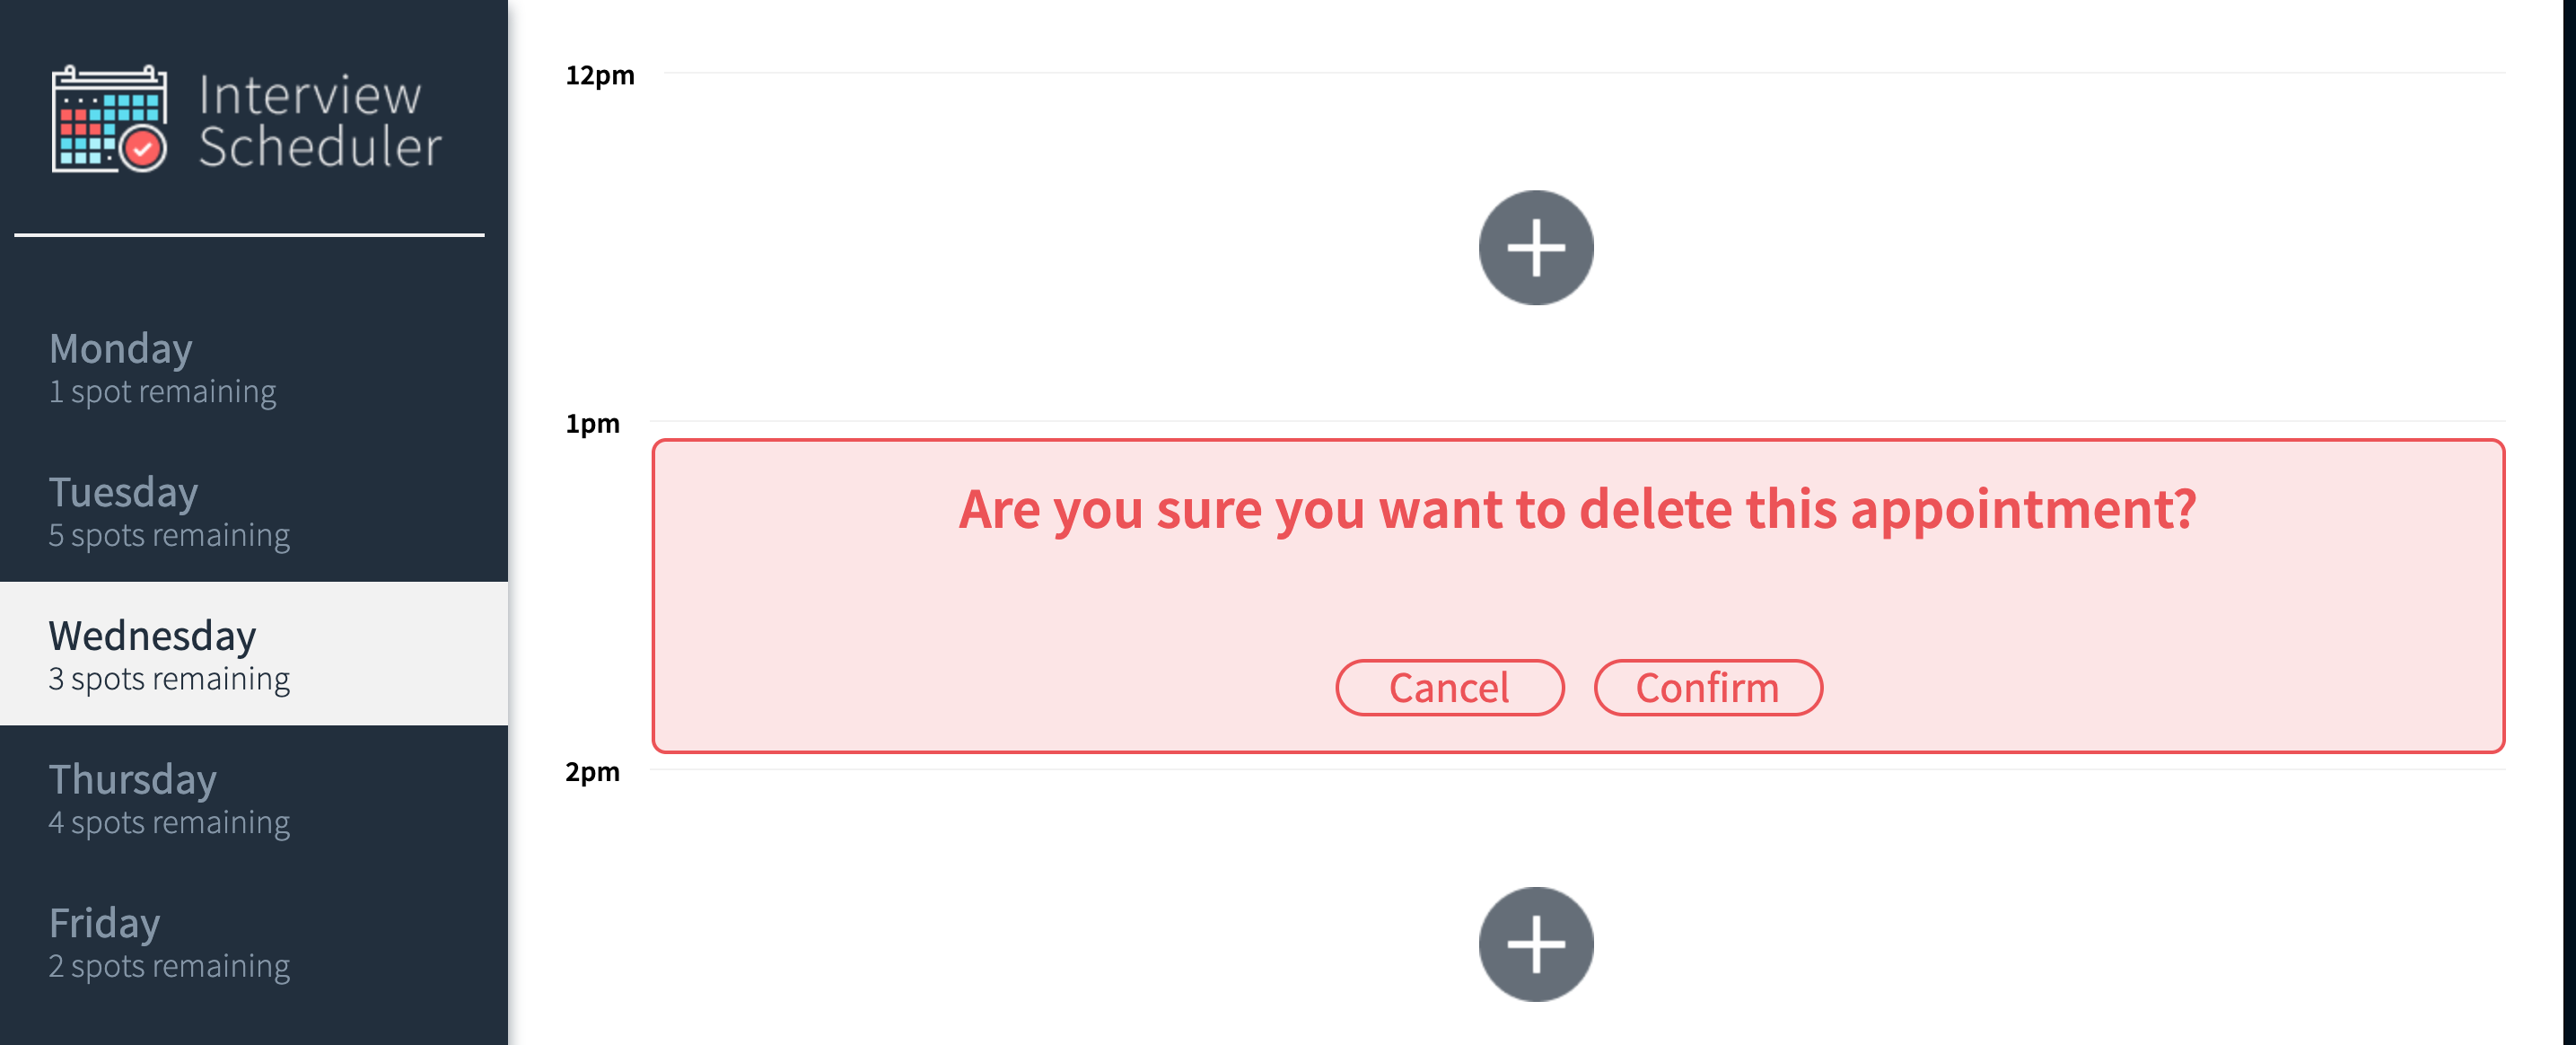 Interview
Scheduler
Monday
1 spot remaining
Tuesday
5 spots remaining
Wednesday
3 spots remaining
Thursday
4 spots remaining
Friday
2 spots remaining
12pm
1pm
Are you sure you want to delete this appointment?
Cancel Confirm
2pm